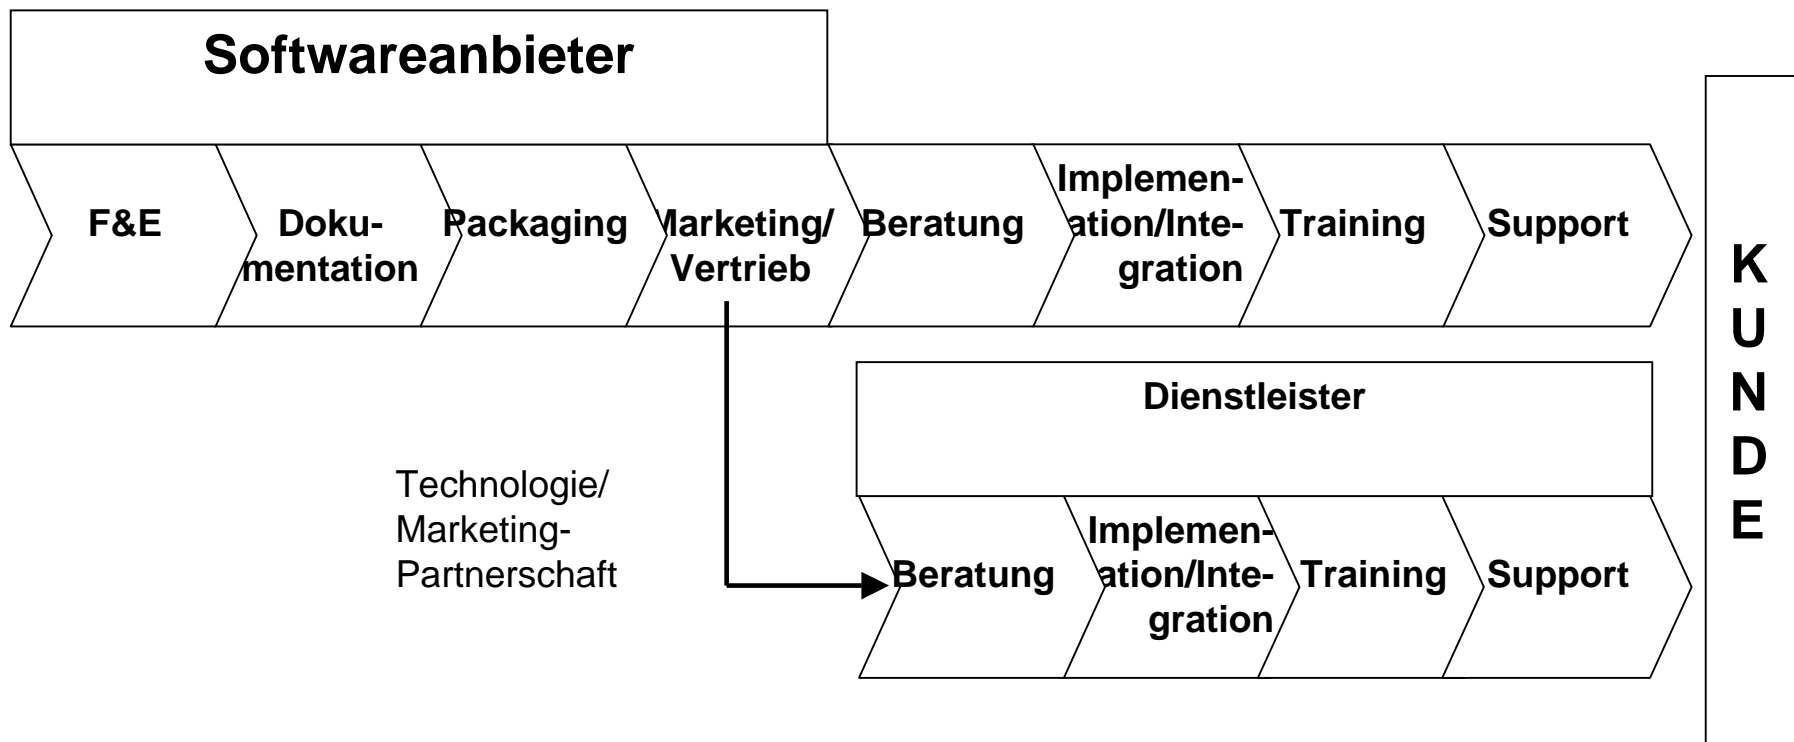 Softwareanbieter
F&E
Doku-
mentation
Packaging
Marketing/
Vertrieb
Beratung
Implemen-
ation/Inte-
gration
Training
Support
Dienstleister
Technologie/
Marketing-
Partnerschaft
Beratung
Implemen-
ation/Inte-
gration
Training
Support
K
U
N
D
E